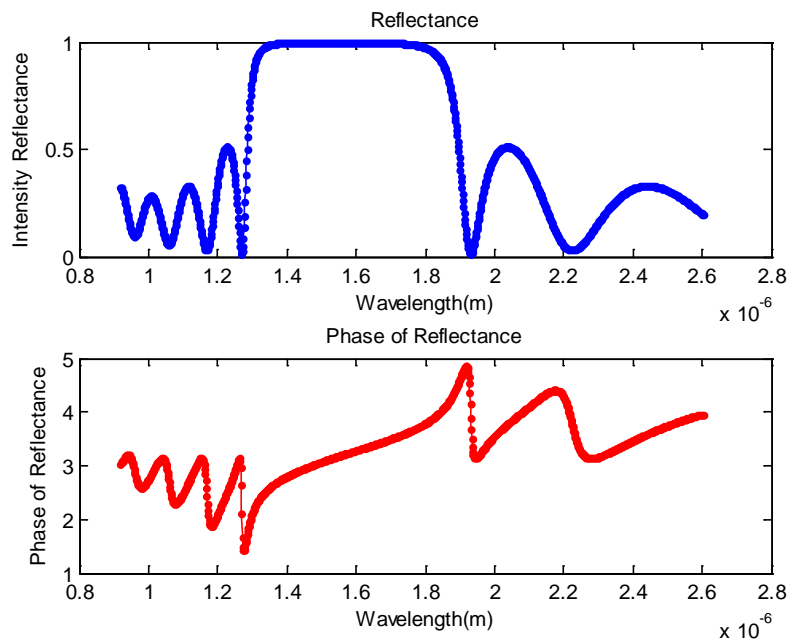 Reflectance
Intensity Reflectance
1
0.5
0
0.8 1 1.2 1.4 1.6 1.8 2 2.2 2.4 2.6 2.8
Wavelength(m)
x 10^-6
Phase of Reflectance
Phase of Reflectance
5
4
3
2
1
0.8 1 1.2 1.4 1.6 1.8 2 2.2 2.4 2.6 2.8
Wavelength(m)
x 10^-6